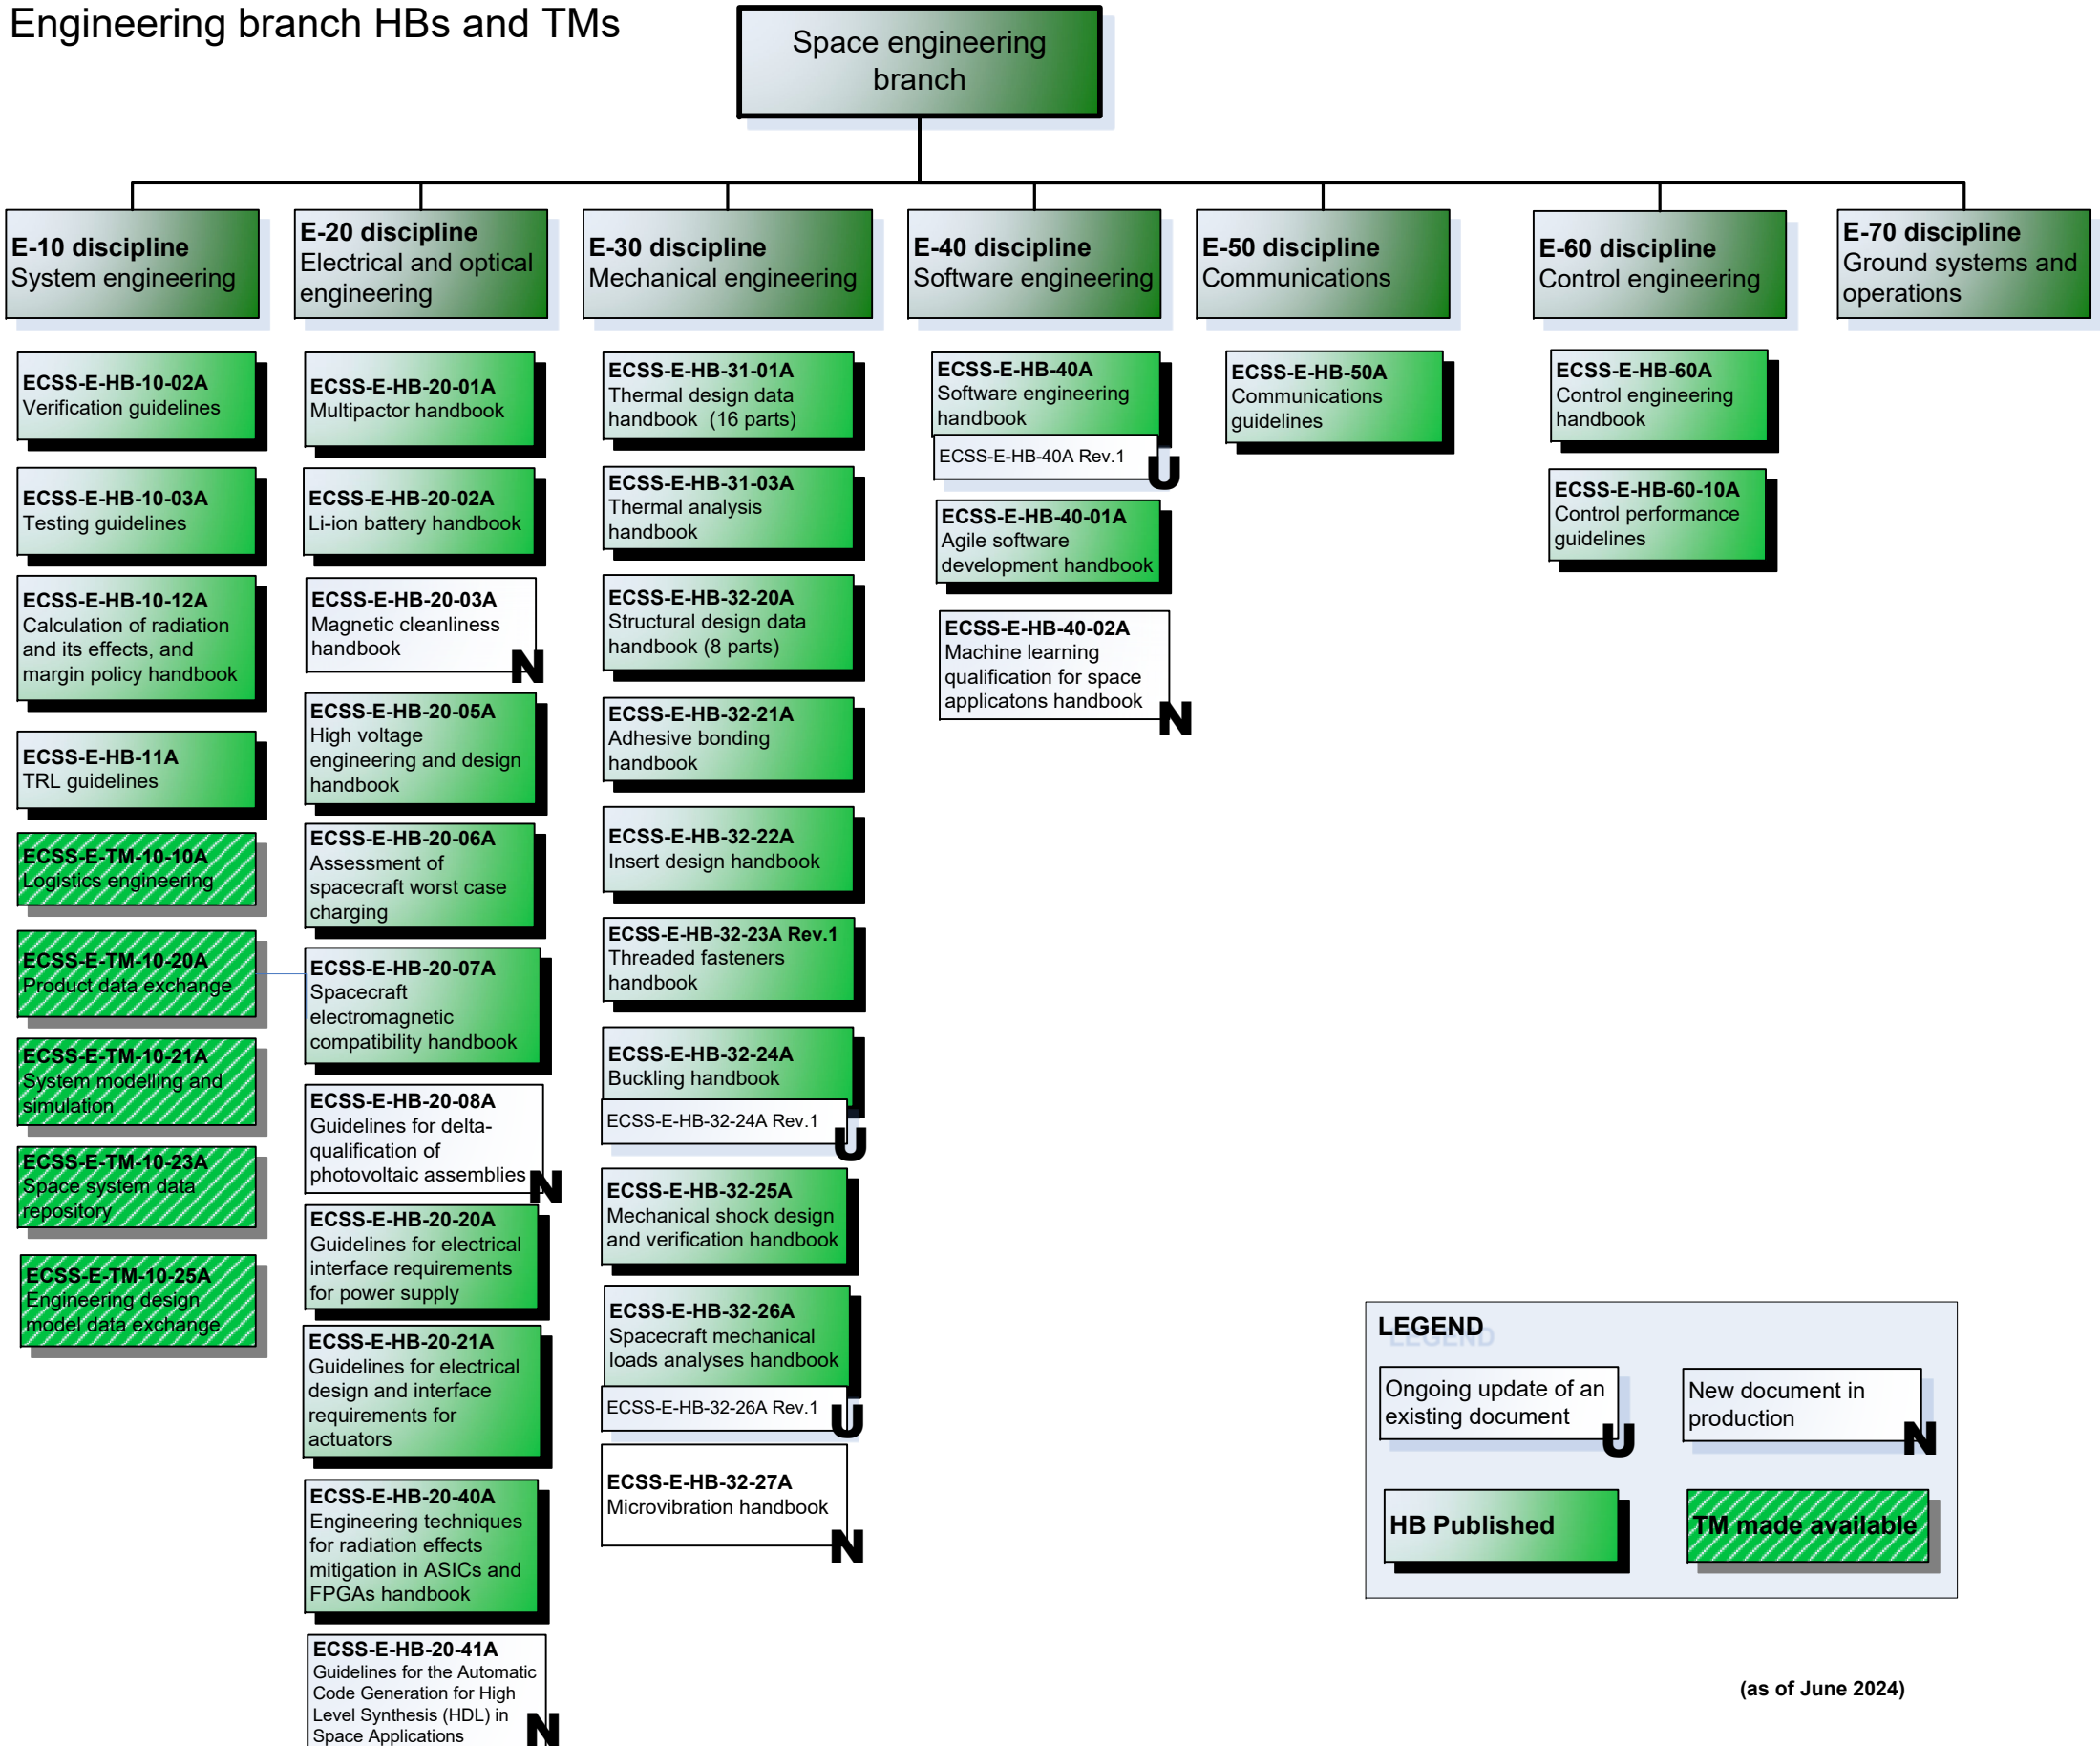 Engineering branch HBs and TMs
Space engineering
branch
E-10 discipline
System engineering
E-20 discipline
Electrical and optical
engineering
E-30 discipline
Mechanical engineering
E-40 discipline
Software engineering
E-50 discipline
Communications
E-60 discipline
Control engineering
E-70 discipline
Ground systems and
operations
ECSS-E-HB-10-02A
Verification guidelines
ECSS-E-HB-10-03A
Testing guidelines
ECSS-E-HB-10-12A
Calculation of radiation
and its effects, and
margin policy handbook
ECSS-E-HB-11A
TRL guidelines
ECSS-E-TM-10-10A
Logistics engineering
ECSS-E-TM-10-20A
Product data exchange
ECSS-E-TM-10-21A
System modelling and
simulation
ECSS-E-TM-10-23A
Space system data
repository
ECSS-E-TM-10-25A
Engineering design
model data exchange
ECSS-E-HB-20-01A
Multipactor handbook
ECSS-E-HB-20-02A
Li-ion battery handbook
ECSS-E-HB-20-03A
Magnetic cleanliness
handbook
N
ECSS-E-HB-20-05A
High voltage
engineering and design
handbook
ECSS-E-HB-20-06A
Assessment of
spacecraft worst case
charging
ECSS-E-HB-20-07A
Spacecraft
electromagnetic
compatibility handbook
ECSS-E-HB-20-08A
Guidelines for delta-
qualification of
photovoltaic assemblies
N
ECSS-E-HB-20-20A
Guidelines for electrical
interface requirements
for power supply
ECSS-E-HB-20-21A
Guidelines for electrical
design and interface
requirements for
actuators
ECSS-E-HB-20-40A
Engineering techniques
for radiation effects
mitigation in ASICs and
FPGAs handbook
ECSS-E-HB-20-41A
Guidelines for the Automatic
Code Generation for High
Level Synthesis (HDL) in
Space Applications
N
ECSS-E-HB-31-01A
Thermal design data
handbook (16 parts)
ECSS-E-HB-31-03A
Thermal analysis
handbook
ECSS-E-HB-32-20A
Structural design data
handbook (8 parts)
ECSS-E-HB-32-21A
Adhesive bonding
handbook
ECSS-E-HB-32-22A
Insert design handbook
ECSS-E-HB-32-23A Rev.1
Threaded fasteners
handbook
ECSS-E-HB-32-24A
Buckling handbook
ECSS-E-HB-32-24A Rev.1
U
ECSS-E-HB-32-25A
Mechanical shock design
and verification handbook
ECSS-E-HB-32-26A
Spacecraft mechanical
loads analyses handbook
ECSS-E-HB-32-26A Rev.1
U
ECSS-E-HB-32-27A
Microvibration handbook
N
ECSS-E-HB-40A
Software engineering
handbook
ECSS-E-HB-40A Rev.1
U
ECSS-E-HB-40-01A
Agile software
development handbook
ECSS-E-HB-40-02A
Machine learning
qualification for space
applicatons handbook
N
ECSS-E-HB-50A
Communications
guidelines
ECSS-E-HB-60A
Control engineering
handbook
ECSS-E-HB-60-10A
Control performance
guidelines
LEGEND
Ongoing update of an
existing document
U
New document in
production
N
HB Published
TM made available
(as of June 2024)